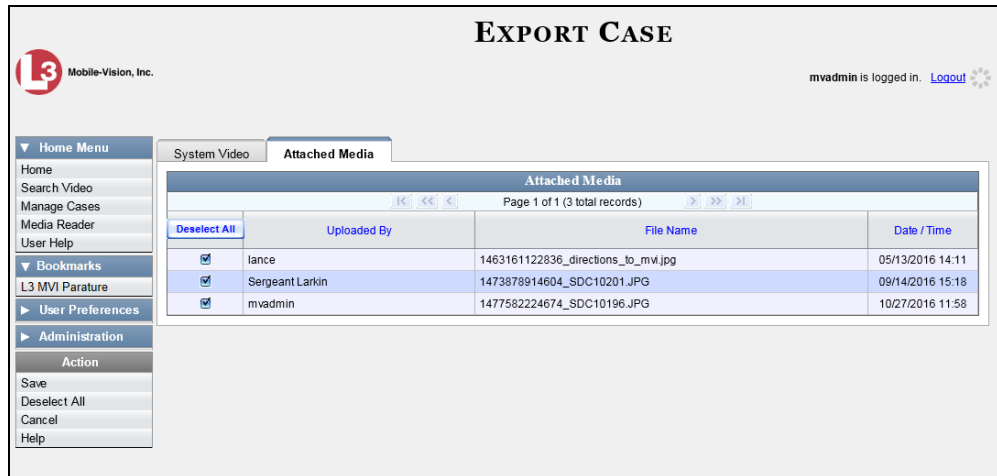 EXPORT CASE
L3 Mobile-Vision, Inc.
mvadmin is logged in. Logout
Home Menu
Home
Search Video
Manage Cases
Media Reader
User Help
Bookmarks
L3 MVI Parature
User Preferences
Administration
Action
Save
Deselect All
Cancel
Help
System Video Attached Media
Attached Media
Page 1 of 1 (3 total records)
Deselect All Uploaded By File Name Date / Time
lance 1463161122836_directions_to_mvi.jpg 05/13/2016 14:11
Sergeant Larkin 1473878914604_SDC10201.JPG 09/14/2016 15:18
mvadmin 1477582224674_SDC10196.JPG 10/27/2016 11:58